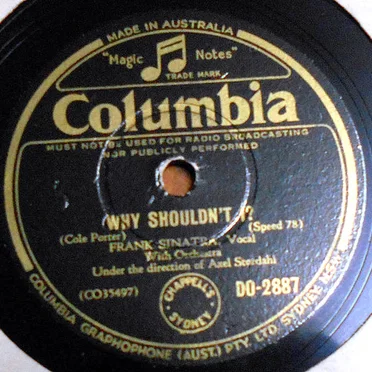 MADE IN AUSTRALIA
"Magic Notes"
TRADE MARK
Columbia
MUST NOT BE USED FOR RADIO BROADCASTING
NOR PUBLICLY PERFORMED
WHY SHOULDN'T I?
(Cole Porter) (Speed 78)
FRANK SINATRA, Vocal
With Orchestra
Under the direction of Axel Stordahl
(CO35497) DO-2887
CHAPPELL'S
SYDNEY
COLUMBIA GRAPHOPHONE (AUST.) PTY. LTD. SYDNEY